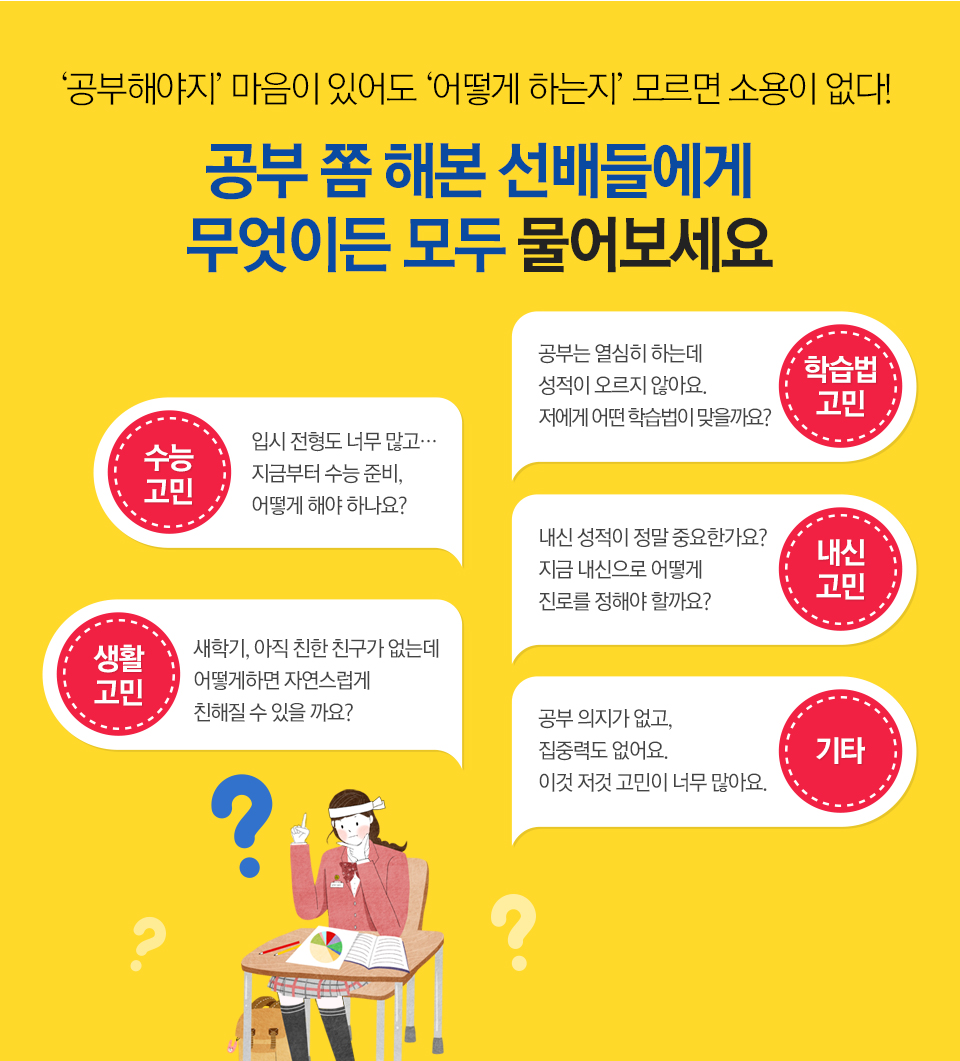 ‘공부해야지’ 마음이 있어도 ‘어떻게 하는지’ 모르면 소용이 없다!
공부 쫌 해본 선배들에게
무엇이든 모두 물어보세요
공부는 열심히 하는데
성적이 오르지 않아요.
저에게 어떤 학습법이 맞을까요?
학습법
고민
수능
고민
입시 전형도 너무 많고…
지금부터 수능 준비,
어떻게 해야 하나요?
내신 성적이 정말 중요한가요?
지금 내신으로 어떻게
진로를 정해야 할까요?
내신
고민
생활
고민
새학기, 아직 친한 친구가 없는데
어떻게하면 자연스럽게
친해질 수 있을 까요?
공부 의지가 없고,
집중력도 없어요.
이것 저것 고민이 너무 많아요.
기타